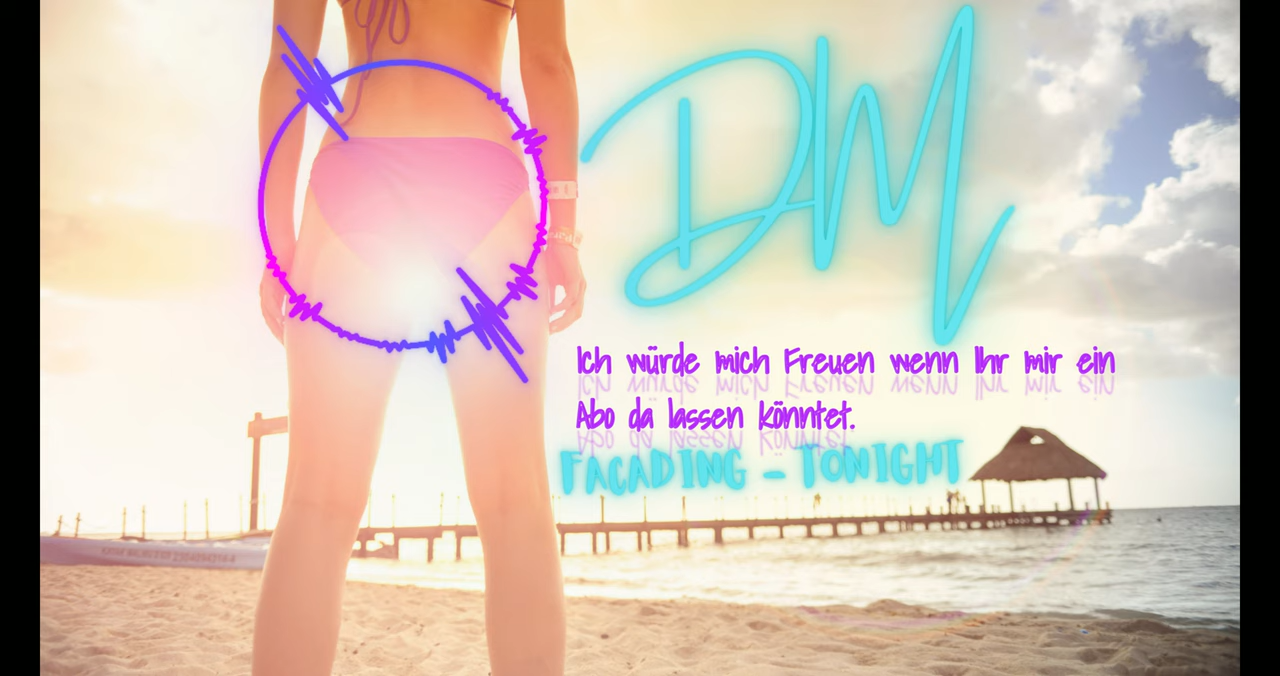 DM
Ich würde mich Freuen wenn Ihr mir ein
Abo da lassen könntet.
FACADING - TONIGHT